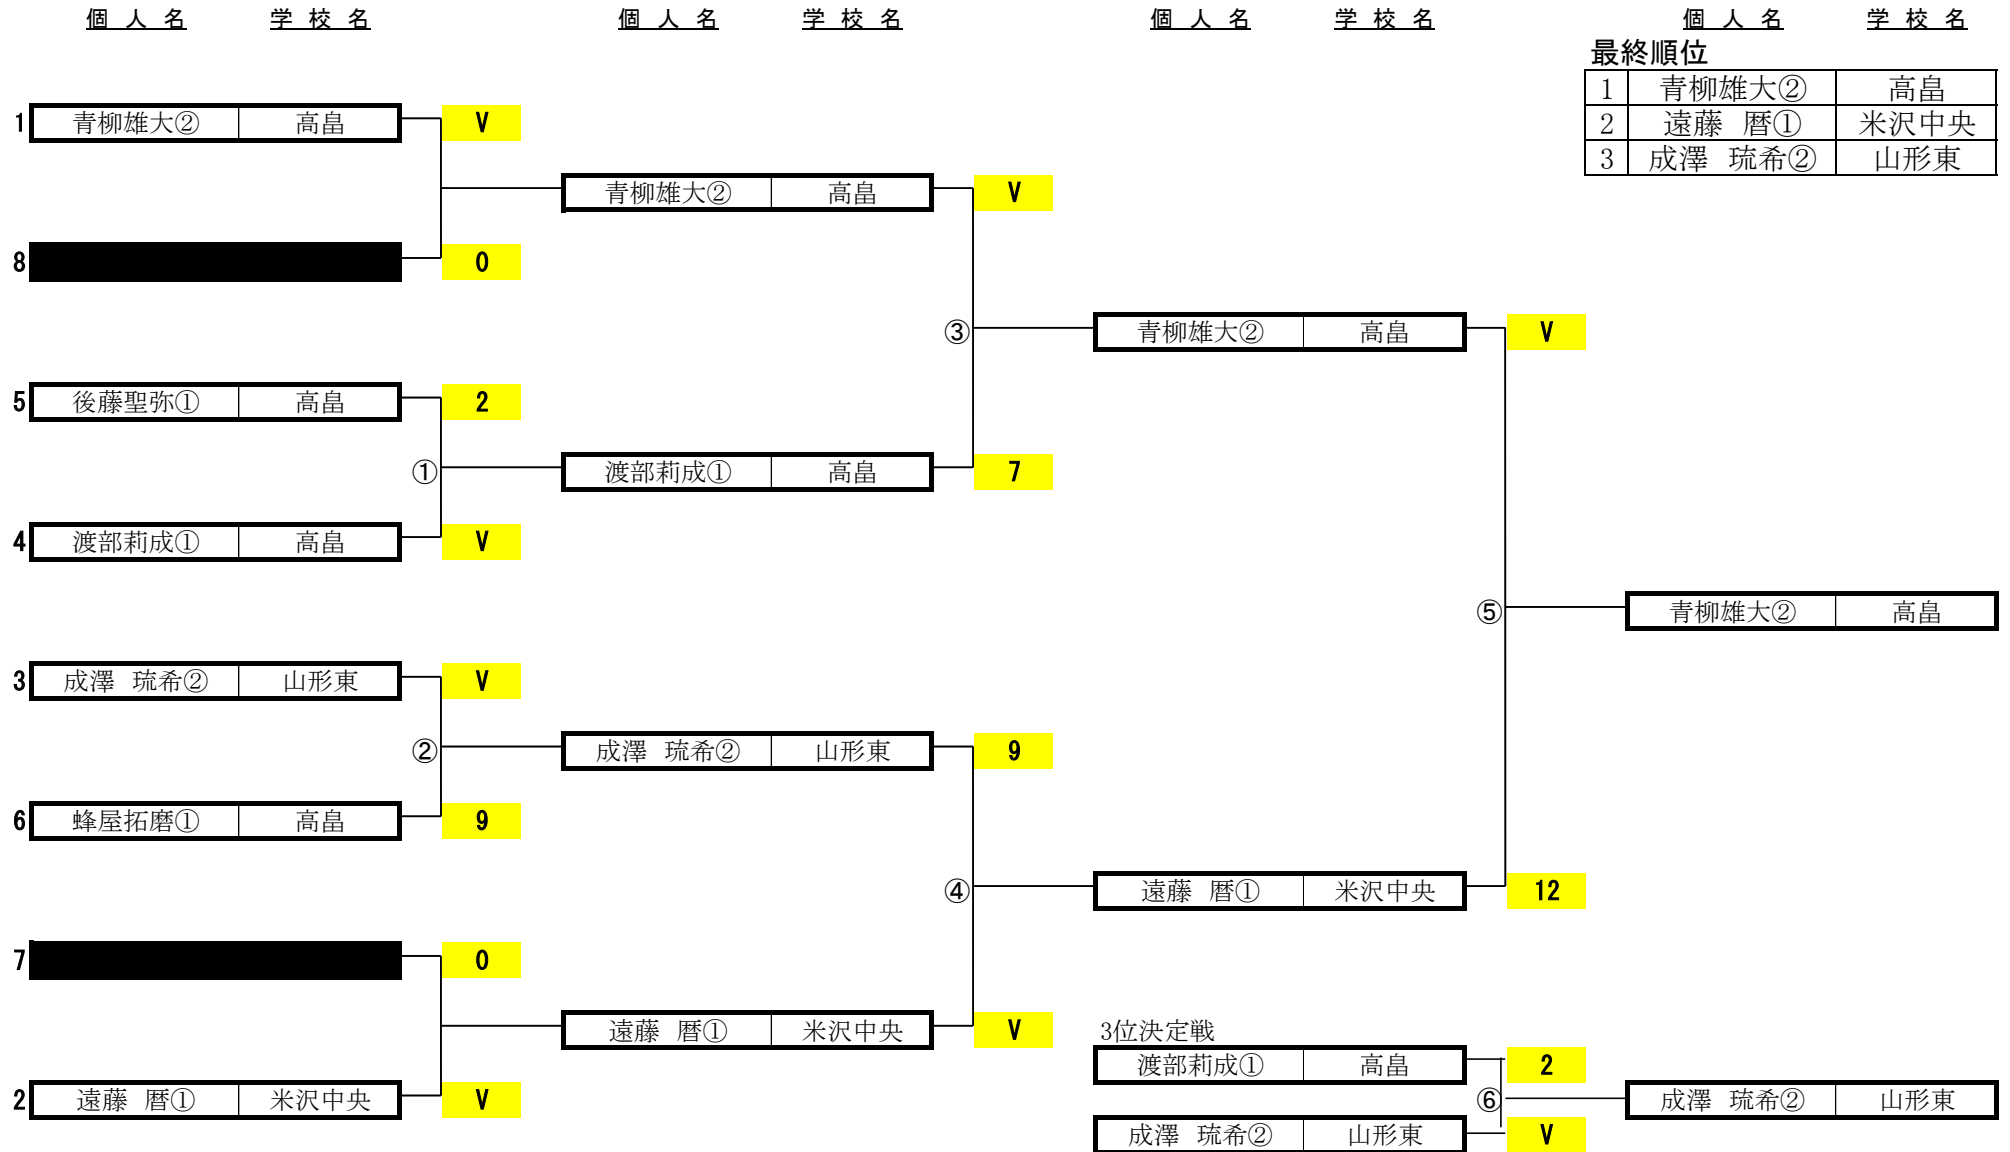 個 人 名 学 校 名 個 人 名 学 校 名 個 人 名 学 校 名 個 人 名 学 校 名
最終順位
1 青柳雄大② 高畠
2 遠藤 暦① 米沢中央
3 成澤 琉希② 山形東
1 青柳雄大② 高畠 V
青柳雄大② 高畠 V
8 0
③ 青柳雄大② 高畠 V
5 後藤聖弥① 高畠 2
① 渡部莉成① 高畠 7
4 渡部莉成① 高畠 V
⑤ 青柳雄大② 高畠
3 成澤 琉希② 山形東 V
② 成澤 琉希② 山形東 9
6 蜂屋拓磨① 高畠 9
④ 遠藤 暦① 米沢中央 12
7 0
遠藤 暦① 米沢中央 V
2 遠藤 暦① 米沢中央 V
3位決定戦
渡部莉成① 高畠 2
⑥ 成澤 琉希② 山形東
成澤 琉希② 山形東 V